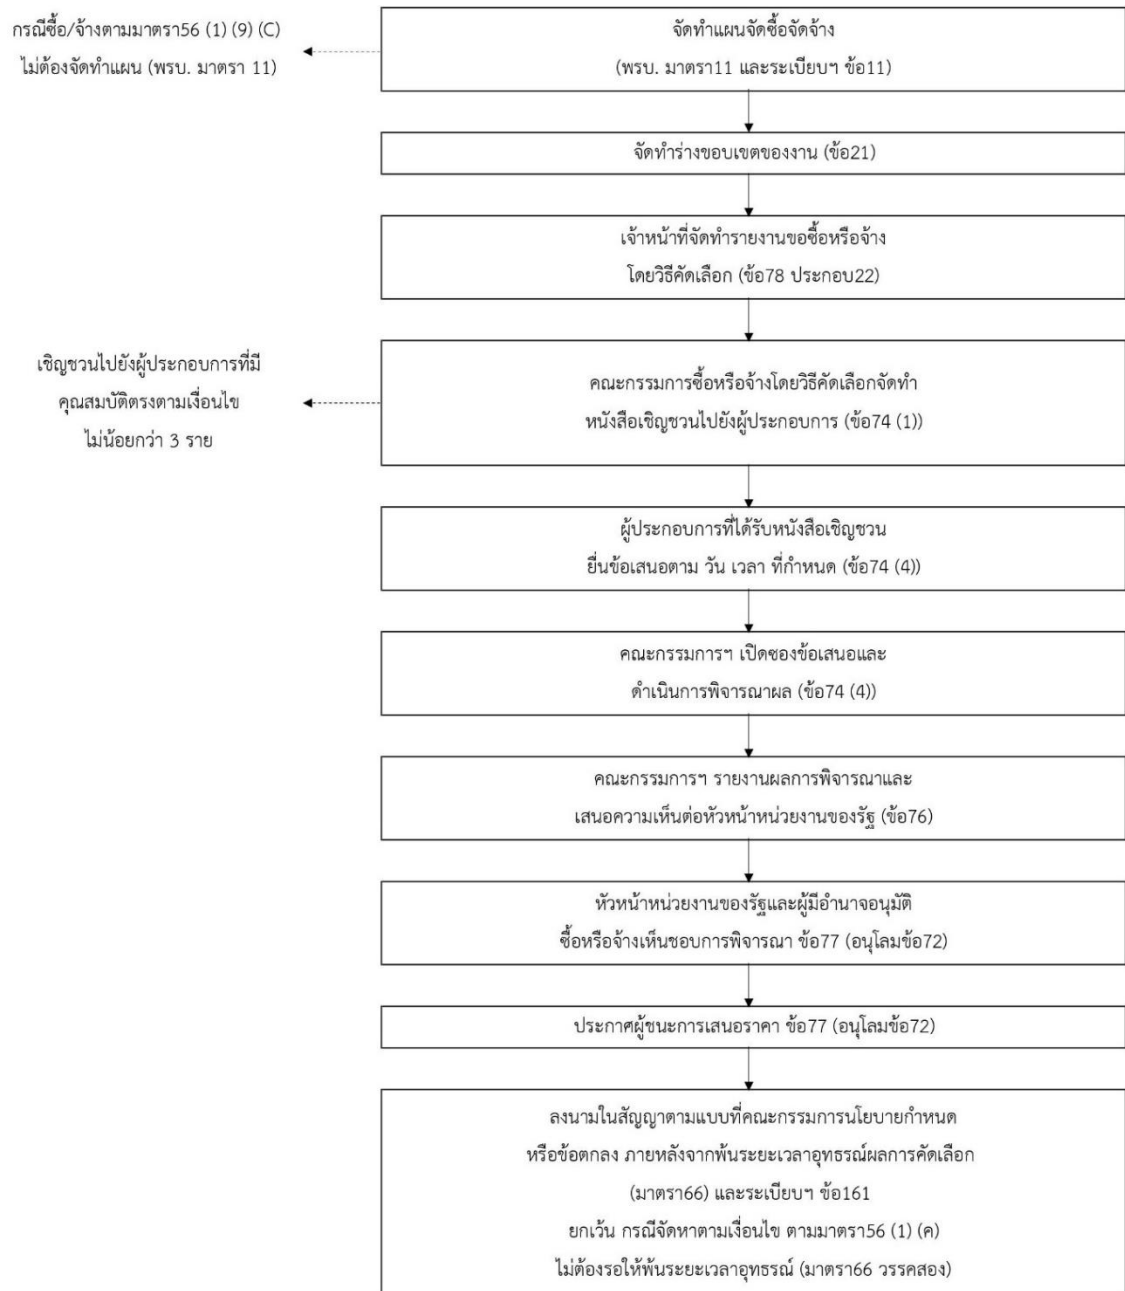 กรณีซื้อ/จ้างตามมาตรา56 (1) (9) (C)
ไม่ต้องจัดทำแผน (พรบ. มาตรา 11)
จัดทำแผนจัดซื้อจัดจ้าง
(พรบ. มาตรา11 และระเบียบฯ ข้อ11)
จัดทำร่างขอบเขตของงาน (ข้อ21)
เจ้าหน้าที่จัดทำรายงานขอซื้อหรือจ้าง
โดยวิธีคัดเลือก (ข้อ78 ประกอบ22)
เชิญชวนไปยังผู้ประกอบการที่มี
คุณสมบัติตรงตามเงื่อนไข
ไม่น้อยกว่า 3 ราย
คณะกรรมการซื้อหรือจ้างโดยวิธีคัดเลือกจัดทำ
หนังสือเชิญชวนไปยังผู้ประกอบการ (ข้อ74 (1))
ผู้ประกอบการที่ได้รับหนังสือเชิญชวน
ยื่นข้อเสนอตาม วัน เวลา ที่กำหนด (ข้อ74 (4))
คณะกรรมการฯ เปิดซองข้อเสนอและ
ดำเนินการพิจารณาผล (ข้อ74 (4))
คณะกรรมการฯ รายงานผลการพิจารณาและ
เสนอความเห็นต่อหัวหน้าหน่วยงานของรัฐ (ข้อ76)
หัวหน้าหน่วยงานของรัฐและผู้มีอำนาจอนุมัติ
ซื้อหรือจ้างเห็นชอบการพิจารณา ข้อ77 (อนุโลมข้อ72)
ประกาศผู้ชนะการเสนอราคา ข้อ77 (อนุโลมข้อ72)
ลงนามในสัญญาตามแบบที่คณะกรรมการนโยบายกำหนด
หรือข้อตกลง ภายหลังจากพ้นระยะเวลาอุทธรณ์ผลการคัดเลือก
(มาตรา66) และระเบียบฯ ข้อ161
ยกเว้น กรณีจัดหาตามเงื่อนไข ตามมาตรา56 (1) (ค)
ไม่ต้องรอให้พ้นระยะเวลาอุทธรณ์ (มาตรา66 วรรคสอง)